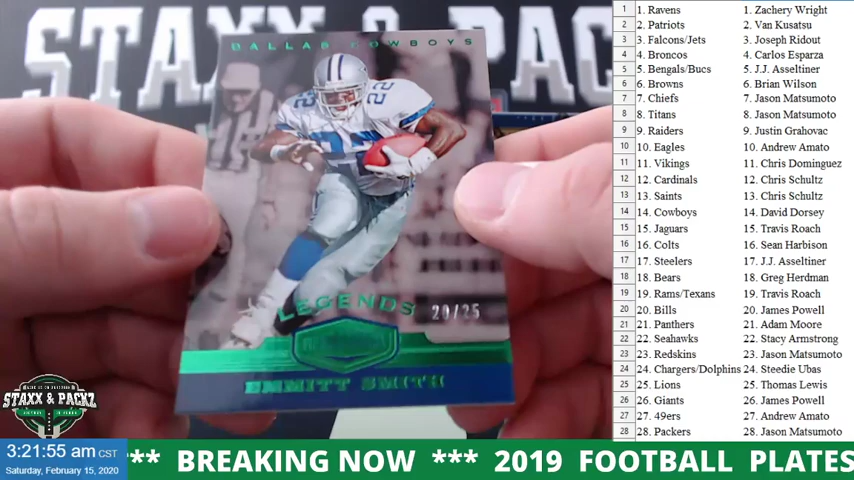 STAXX & PACKZ
DALLAS COWBOYS
22
22
LEGENDS
20/25
EMMITT SMITH
STAXX & PACKZ
3:21:55 am CST
Saturday, February 15, 2020
** BREAKING NOW *** 2019 FOOTBALL PLATES
1 1. Ravens 1. Zachery Wright
2 2. Patriots 2. Van Kusatsu
3 3. Falcons/Jets 3. Joseph Ridout
4 4. Broncos 4. Carlos Esparza
5 5. Bengals/Bucs 5. J.J. Asseltiner
6 6. Browns 6. Brian Wilson
7 7. Chiefs 7. Jason Matsumoto
8 8. Titans 8. Jason Matsumoto
9 9. Raiders 9. Justin Grahovac
10 10. Eagles 10. Andrew Amato
11 11. Vikings 11. Chris Dominguez
12 12. Cardinals 12. Chris Schultz
13 13. Saints 13. Chris Schultz
14 14. Cowboys 14. David Dorsey
15 15. Jaguars 15. Travis Roach
16 16. Colts 16. Sean Harbison
17 17. Steelers 17. J.J. Asseltiner
18 18. Bears 18. Greg Herdman
19 19. Rams/Texans 19. Travis Roach
20 20. Bills 20. James Powell
21 21. Panthers 21. Adam Moore
22 22. Seahawks 22. Stacy Armstrong
23 23. Redskins 23. Jason Matsumoto
24 24. Chargers/Dolphins 24. Steedie Ubas
25 25. Lions 25. Thomas Lewis
26 26. Giants 26. James Powell
27 27. 49ers 27. Andrew Amato
28 28. Packers 28. Jason Matsumoto